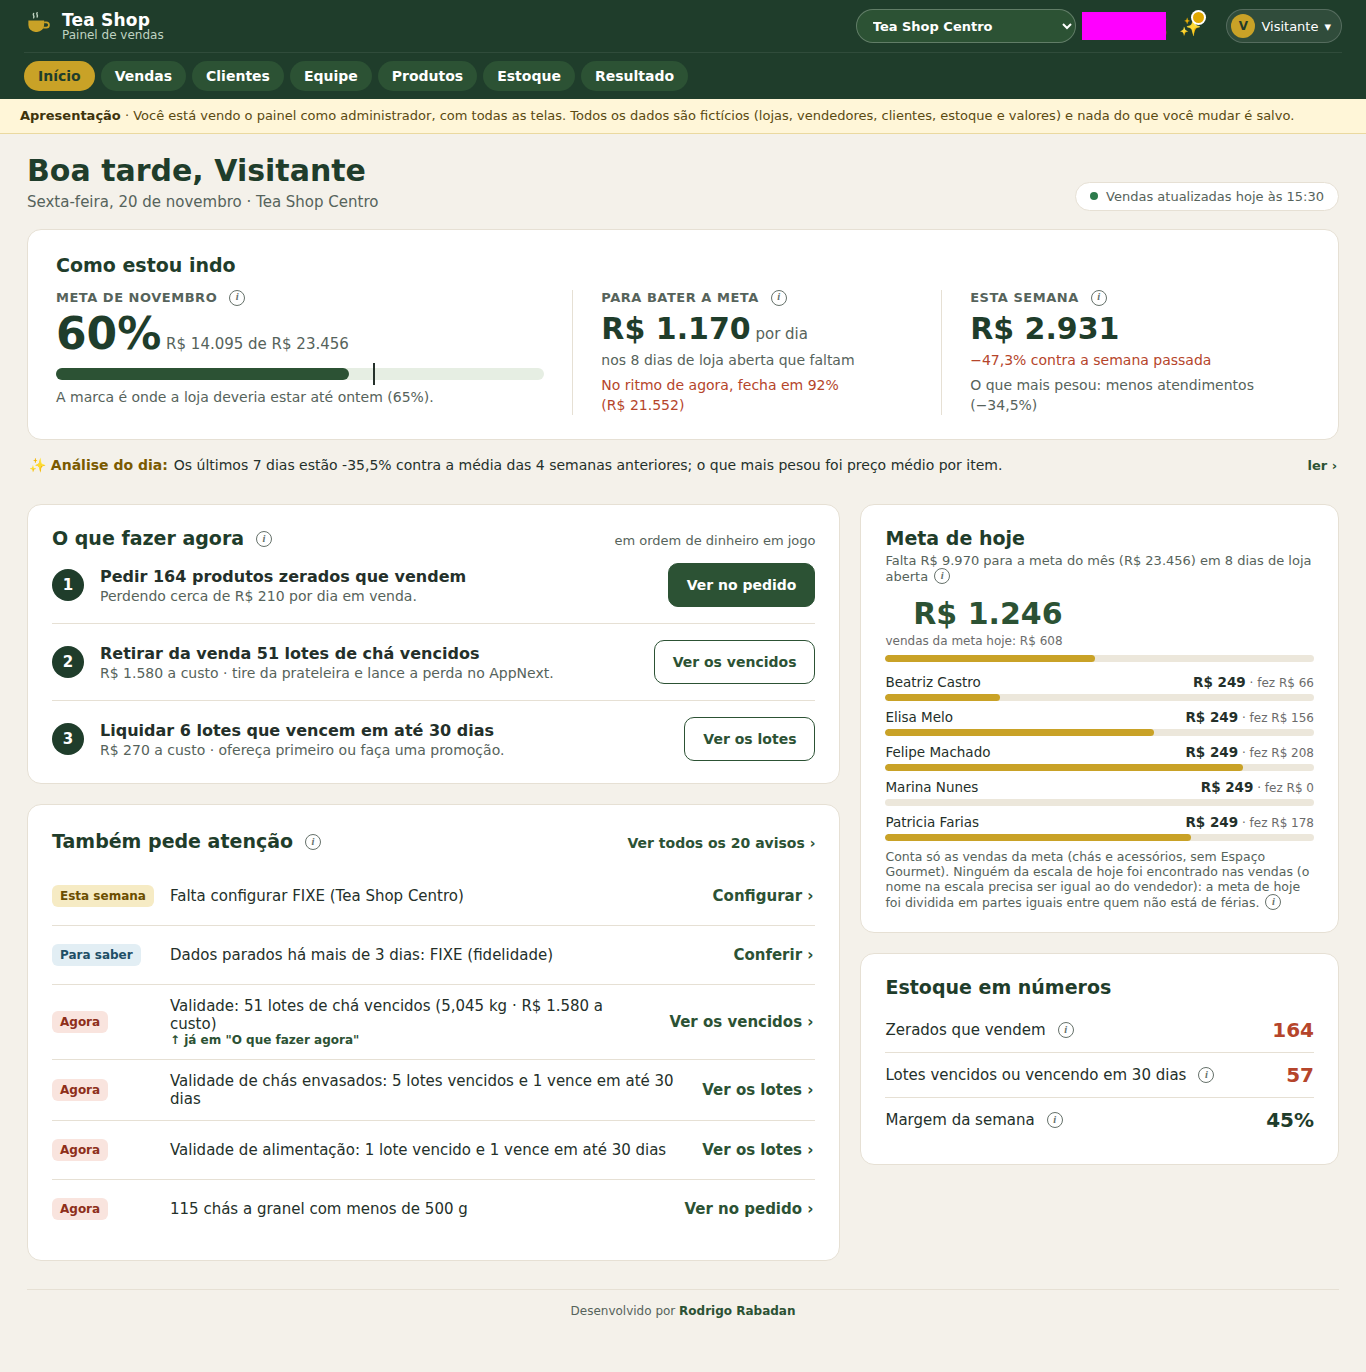 Tea Shop
Painel de vendas
Tea Shop Centro
V Visitante ▾
Início Vendas Clientes Equipe Produtos Estoque Resultado
Apresentação · Você está vendo o painel como administrador, com todas as telas. Todos os dados são fictícios (lojas, vendedores, clientes, estoque e valores) e nada do que você mudar é salvo.
Boa tarde, Visitante
Sexta-feira, 20 de novembro · Tea Shop Centro
Vendas atualizadas hoje às 15:30
Como estou indo
META DE NOVEMBRO i
60% R$ 14.095 de R$ 23.456
A marca é onde a loja deveria estar até ontem (65%).
PARA BATER A META i
R$ 1.170 por dia
nos 8 dias de loja aberta que faltam
No ritmo de agora, fecha em 92%
(R$ 21.552)
ESTA SEMANA i
R$ 2.931
−47,3% contra a semana passada
O que mais pesou: menos atendimentos
(−34,5%)
✨ Análise do dia: Os últimos 7 dias estão -35,5% contra a média das 4 semanas anteriores; o que mais pesou foi preço médio por item.
ler ›
O que fazer agora i
em ordem de dinheiro em jogo
1 Pedir 164 produtos zerados que vendem
Perdendo cerca de R$ 210 por dia em venda.
Ver no pedido
2 Retirar da venda 51 lotes de chá vencidos
R$ 1.580 a custo · tire da prateleira e lance a perda no AppNext.
Ver os vencidos
3 Liquidar 6 lotes que vencem em até 30 dias
R$ 270 a custo · ofereça primeiro ou faça uma promoção.
Ver os lotes
Também pede atenção i
Ver todos os 20 avisos ›
Esta semana Falta configurar FIXE (Tea Shop Centro) Configurar ›
Para saber Dados parados há mais de 3 dias: FIXE (fidelidade) Conferir ›
Agora Validade: 51 lotes de chá vencidos (5,045 kg · R$ 1.580 a
custo)
↑ já em "O que fazer agora"
Ver os vencidos ›
Agora Validade de chás envasados: 5 lotes vencidos e 1 vence em até 30
dias
Ver os lotes ›
Agora Validade de alimentação: 1 lote vencido e 1 vence em até 30 dias Ver os lotes ›
Agora 115 chás a granel com menos de 500 g Ver no pedido ›
Meta de hoje
Falta R$ 9.970 para a meta do mês (R$ 23.456) em 8 dias de loja
aberta i
R$ 1.246
vendas da meta hoje: R$ 608
Beatriz Castro R$ 249 · fez R$ 66
Elisa Melo R$ 249 · fez R$ 156
Felipe Machado R$ 249 · fez R$ 208
Marina Nunes R$ 249 · fez R$ 0
Patricia Farias R$ 249 · fez R$ 178
Conta só as vendas da meta (chás e acessórios, sem Espaço
Gourmet). Ninguém da escala de hoje foi encontrado nas vendas (o
nome na escala precisa ser igual ao do vendedor): a meta de hoje
foi dividida em partes iguais entre quem não está de férias. i
Estoque em números
Zerados que vendem i 164
Lotes vencidos ou vencendo em 30 dias i 57
Margem da semana i 45%
Desenvolvido por Rodrigo Rabadan